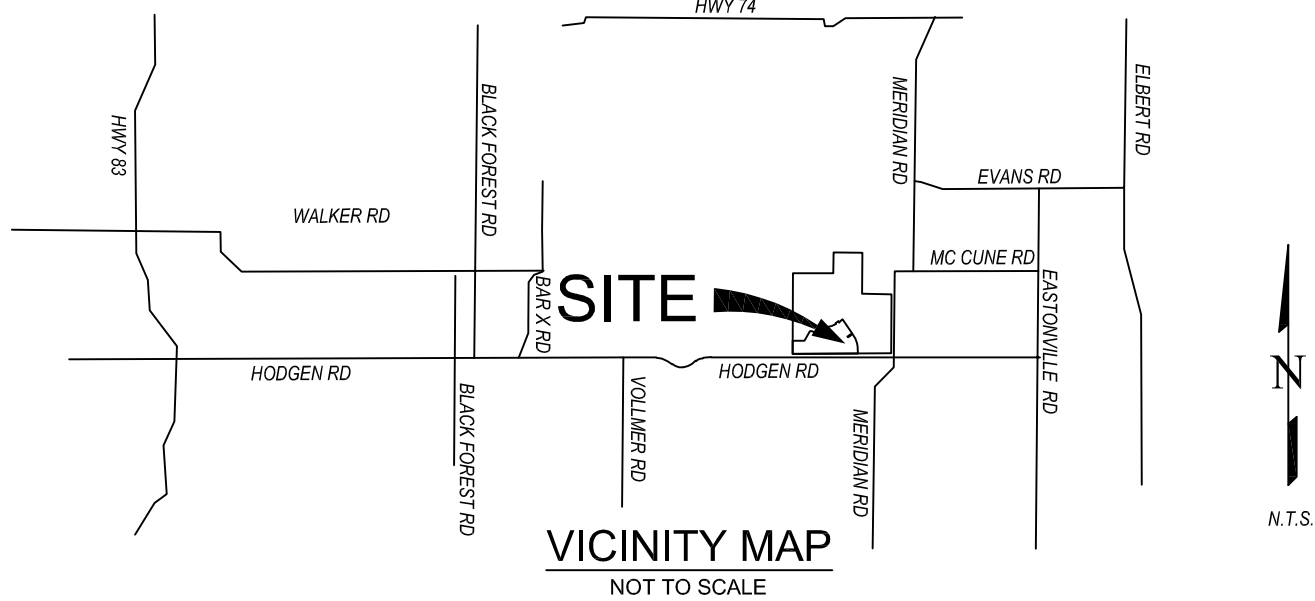 HWY 74
HWY 83
BLACK FOREST RD
MERIDIAN RD
ELBERT RD
EVANS RD
WALKER RD
MC CUNE RD
SITE
BAR X RD
EASTONVILLE RD
HODGEN RD
HODGEN RD
BLACK FOREST RD
VOLLMER RD
MERIDIAN RD
N
N.T.S.
VICINITY MAP
NOT TO SCALE